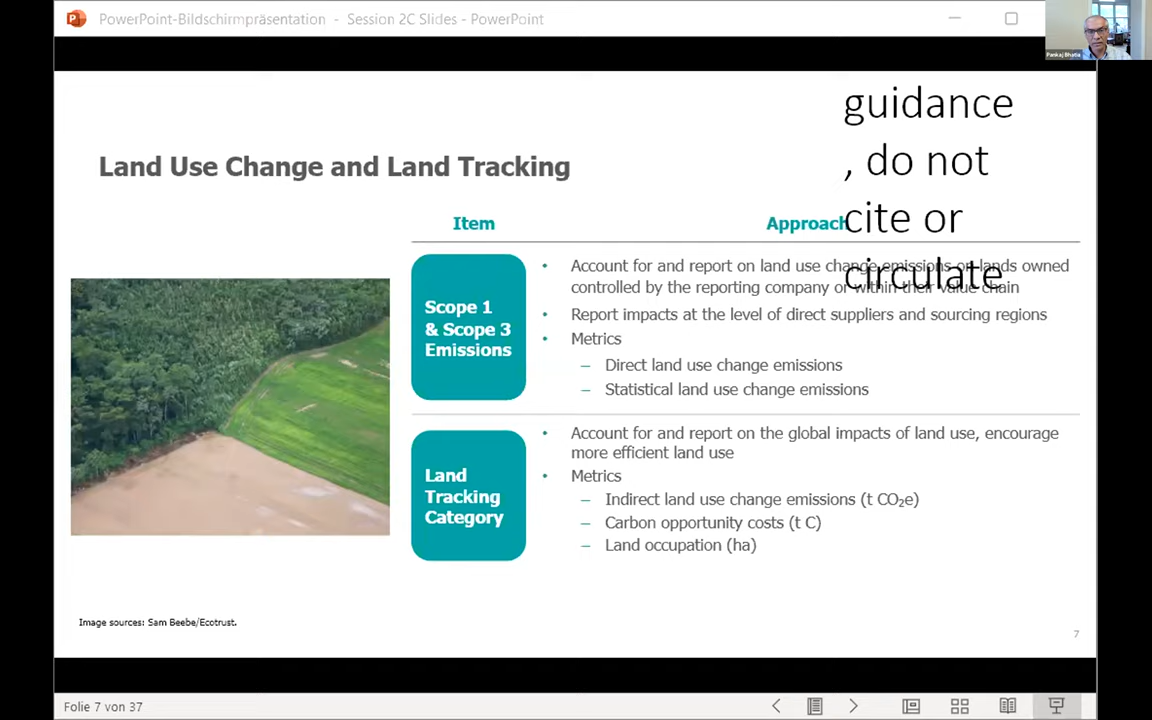 PowerPoint-Bildschirmpräsentation - Session 2C Slides - PowerPoint
Pankaj Bhatia
guidance
, do not
cite or
circulate
Land Use Change and Land Tracking
Item
Approach
Scope 1
& Scope 3
Emissions
• Account for and report on land use change emissions on lands owned
controlled by the reporting company or within their value chain
• Report impacts at the level of direct suppliers and sourcing regions
• Metrics
– Direct land use change emissions
– Statistical land use change emissions
Land
Tracking
Category
• Account for and report on the global impacts of land use, encourage
more efficient land use
• Metrics
– Indirect land use change emissions (t CO₂e)
– Carbon opportunity costs (t C)
– Land occupation (ha)
Image sources: Sam Beebe/Ecotrust.
7
Folie 7 von 37